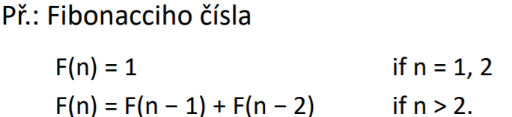 Př.: Fibonacciho čísla
F(n) = 1 if n = 1, 2
F(n) = F(n − 1) + F(n − 2) if n > 2.